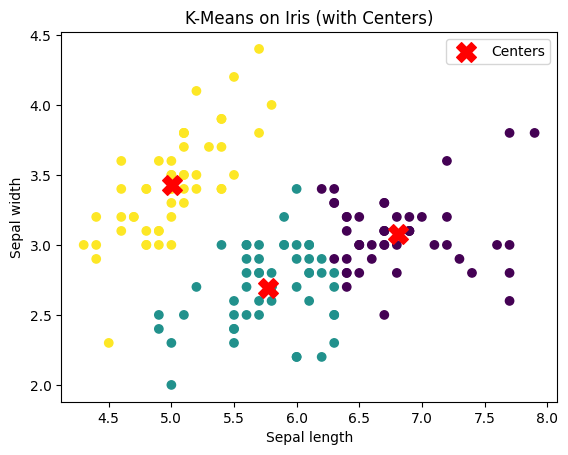 K-Means on Iris (with Centers)
Centers
4.5
4.0
3.5
3.0
2.5
2.0
Sepal width
4.5 5.0 5.5 6.0 6.5 7.0 7.5 8.0
Sepal length